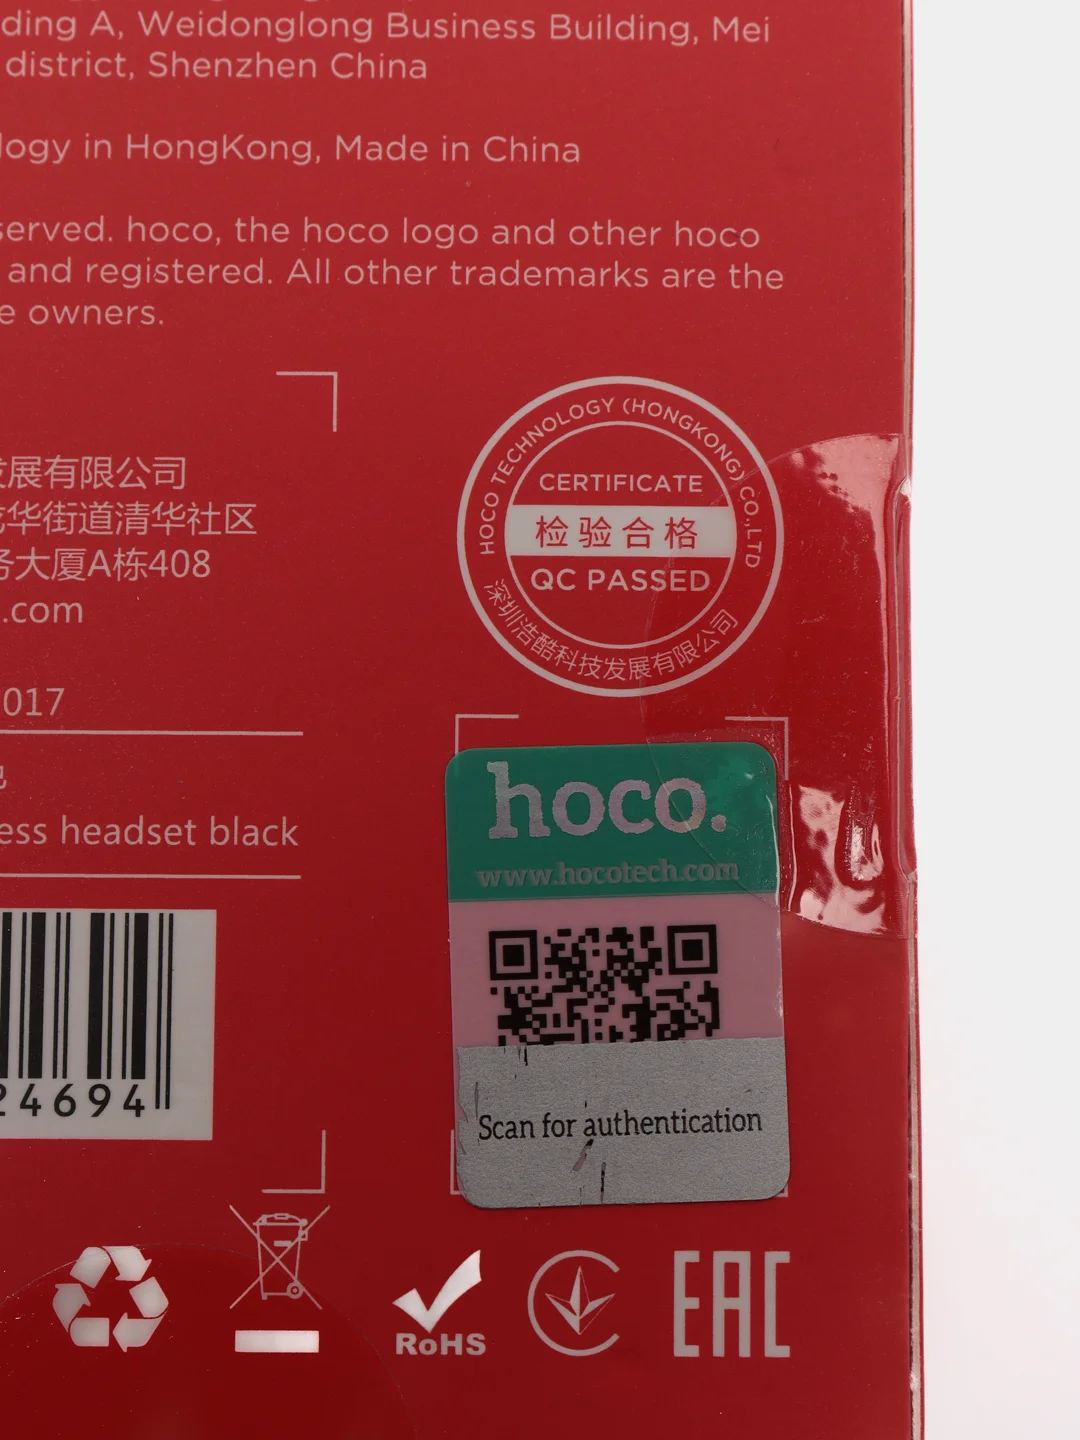 ding A, Weidonglong Business Building, Mei
district, Shenzhen China
logy in HongKong, Made in China
served. hoco, the hoco logo and other hoco
and registered. All other trademarks are the
e owners.
发展有限公司
龙华街道清华社区
务大厦A栋408
.com
017
ess headset black
24694
HOCO TECHNOLOGY (HONGKONG) CO.,LTD
CERTIFICATE
检验合格
QC PASSED
深圳浩酷科技发展有限公司
hoco.
www.hocotech.com
Scan for authentication
RoHS
EAC